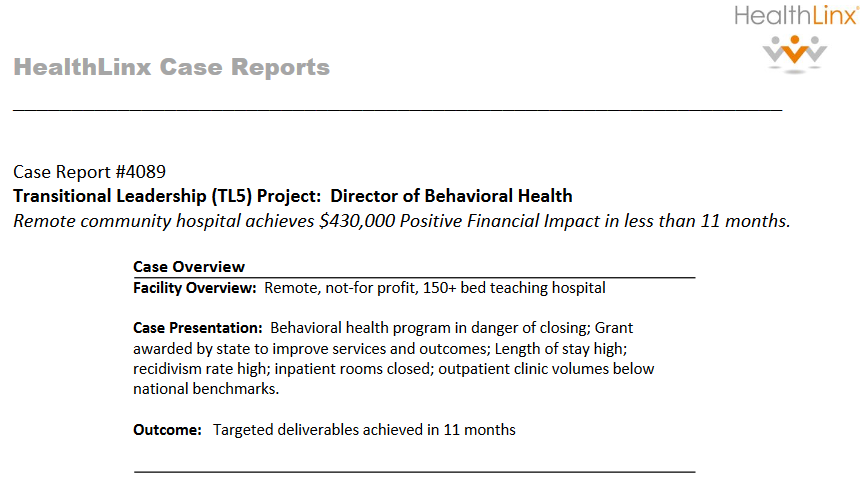 HealthLinx®
HealthLinx Case Reports
Case Report #4089
Transitional Leadership (TL5) Project: Director of Behavioral Health
Remote community hospital achieves $430,000 Positive Financial Impact in less than 11 months.
Case Overview
Facility Overview: Remote, not-for profit, 150+ bed teaching hospital
Case Presentation: Behavioral health program in danger of closing; Grant
awarded by state to improve services and outcomes; Length of stay high;
recidivism rate high; inpatient rooms closed; outpatient clinic volumes below
national benchmarks.
Outcome: Targeted deliverables achieved in 11 months